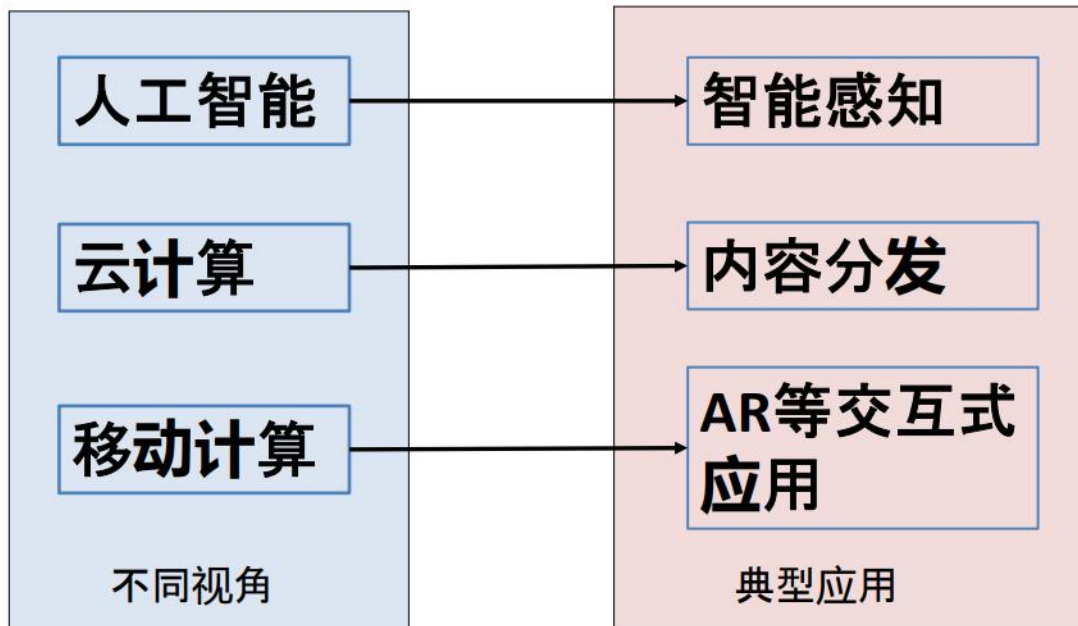 人工智能
智能感知
云计算
内容分发
移动计算
AR等交互式
应用
不同视角
典型应用